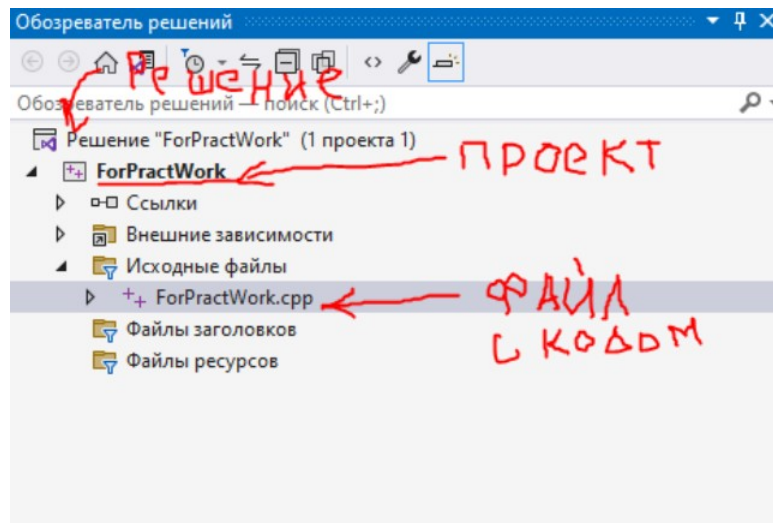 Обозреватель решений
Решение
Обозреватель решений — поиск (Ctrl+;)
Решение "ForPractWork" (1 проекта 1)
ForPractWork
ПРОеКТ
Ссылки
Внешние зависимости
Исходные файлы
ForPractWork.cpp
ФАЙЛ
С КОДОМ
Файлы заголовков
Файлы ресурсов